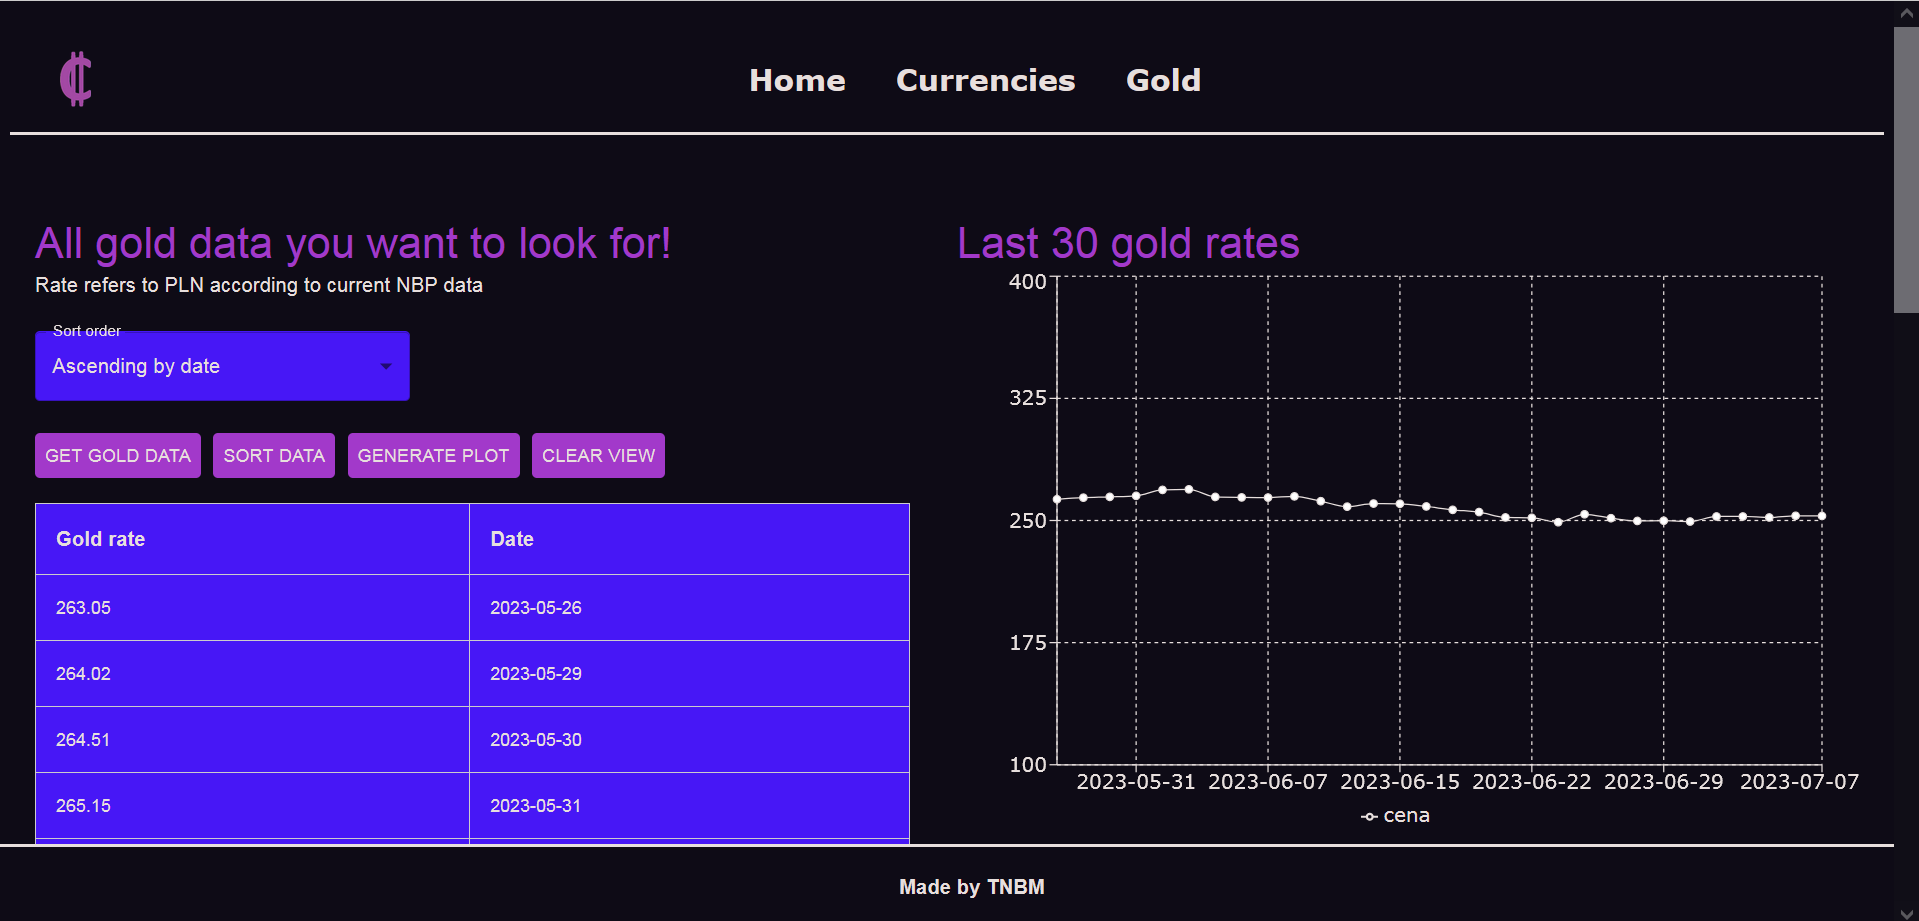 Home Currencies Gold
All gold data you want to look for!
Rate refers to PLN according to current NBP data
Sort order
Ascending by date
GET GOLD DATA SORT DATA GENERATE PLOT CLEAR VIEW
Gold rate Date
263.05 2023-05-26
264.02 2023-05-29
264.51 2023-05-30
265.15 2023-05-31
Last 30 gold rates
400
325
250
175
100
2023-05-31 2023-06-07 2023-06-15 2023-06-22 2023-06-29 2023-07-07
cena
Made by TNBM